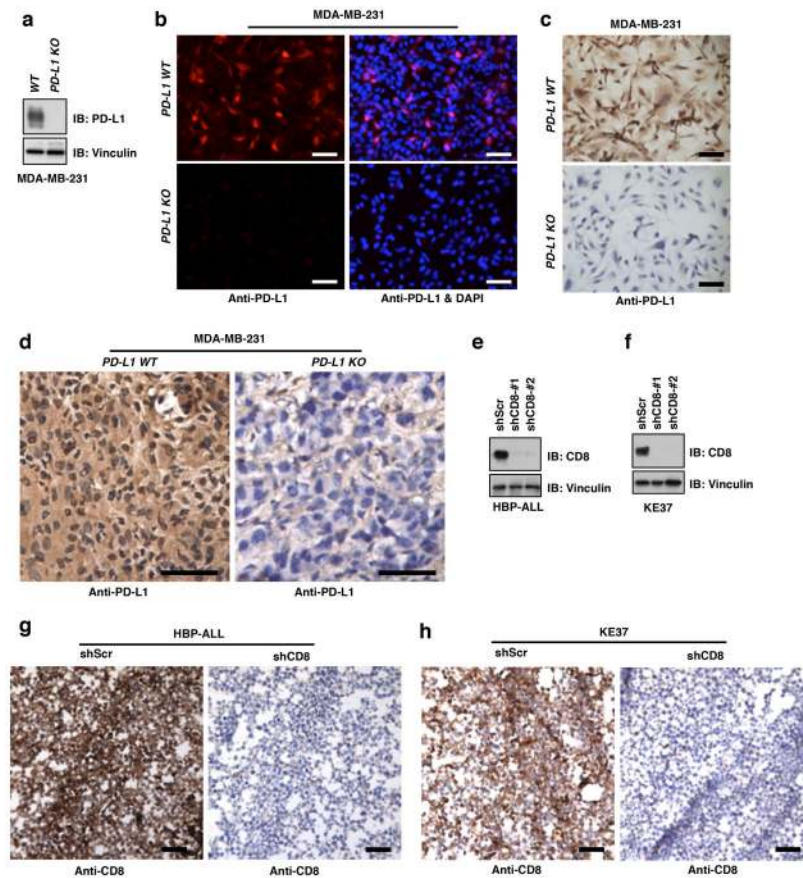 a
WT
PD-L1 KO
IB: PD-L1
IB: Vinculin
MDA-MB-231
b
MDA-MB-231
PD-L1 WT
PD-L1 KO
Anti-PD-L1
Anti-PD-L1 & DAPI
c
MDA-MB-231
PD-L1 WT
PD-L1 KO
Anti-PD-L1
d
MDA-MB-231
PD-L1 WT
PD-L1 KO
Anti-PD-L1
Anti-PD-L1
e
shScr
shCD8-#1
shCD8-#2
IB: CD8
IB: Vinculin
HBP-ALL
f
shScr
shCD8-#1
shCD8-#2
IB: CD8
IB: Vinculin
KE37
g
HBP-ALL
shScr
shCD8
Anti-CD8
Anti-CD8
h
KE37
shScr
shCD8
Anti-CD8
Anti-CD8